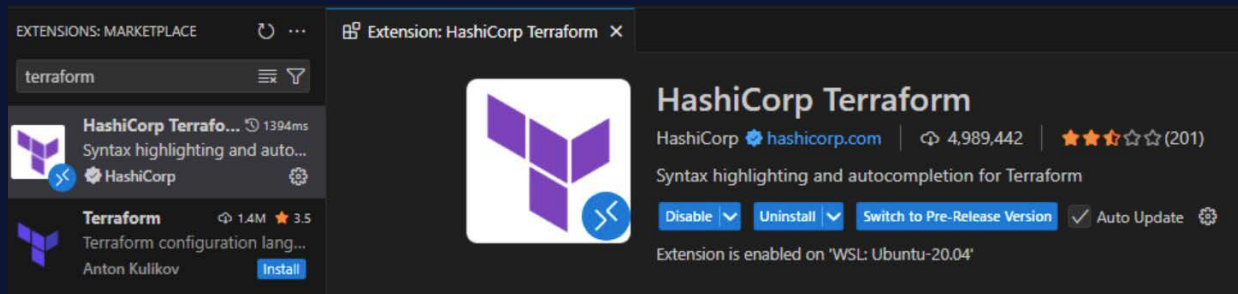 EXTENSIONS: MARKETPLACE
terraform
HashiCorp Terrafo... 1394ms
Syntax highlighting and auto...
HashiCorp
Terraform 1.4M 3.5
Terraform configuration lang...
Anton Kulikov Install
Extension: HashiCorp Terraform
HashiCorp Terraform
HashiCorp hashicorp.com | 4,989,442 | (201)
Syntax highlighting and autocompletion for Terraform
Disable Uninstall Switch to Pre-Release Version Auto Update
Extension is enabled on 'WSL: Ubuntu-20.04'